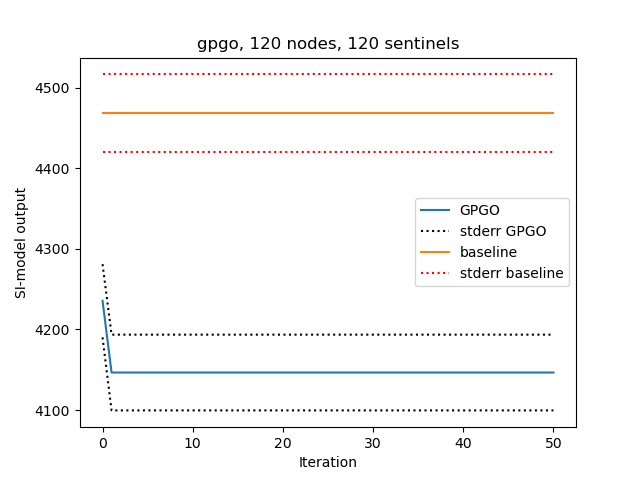 gpgo, 120 nodes, 120 sentinels
SI-model output
4500
4400
4300
4200
4100
GPGO
stderr GPGO
baseline
stderr baseline
0 10 20 30 40 50
Iteration